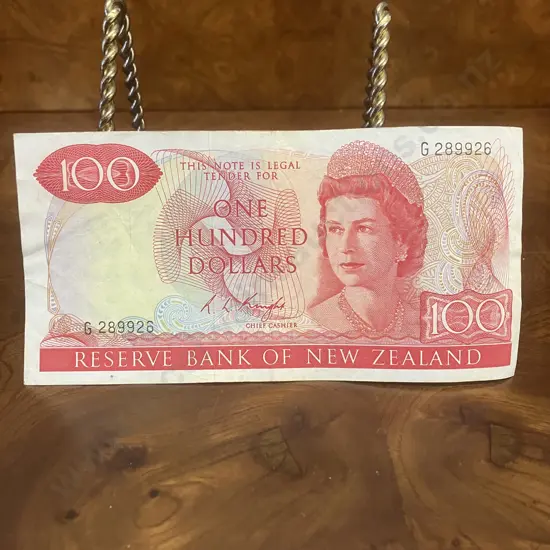 100
THIS NOTE IS LEGAL
TENDER FOR
G 289926
ONE
HUNDRED
DOLLARS
G 289926
CHIEF CASHIER
100
RESERVE BANK OF NEW ZEALAND